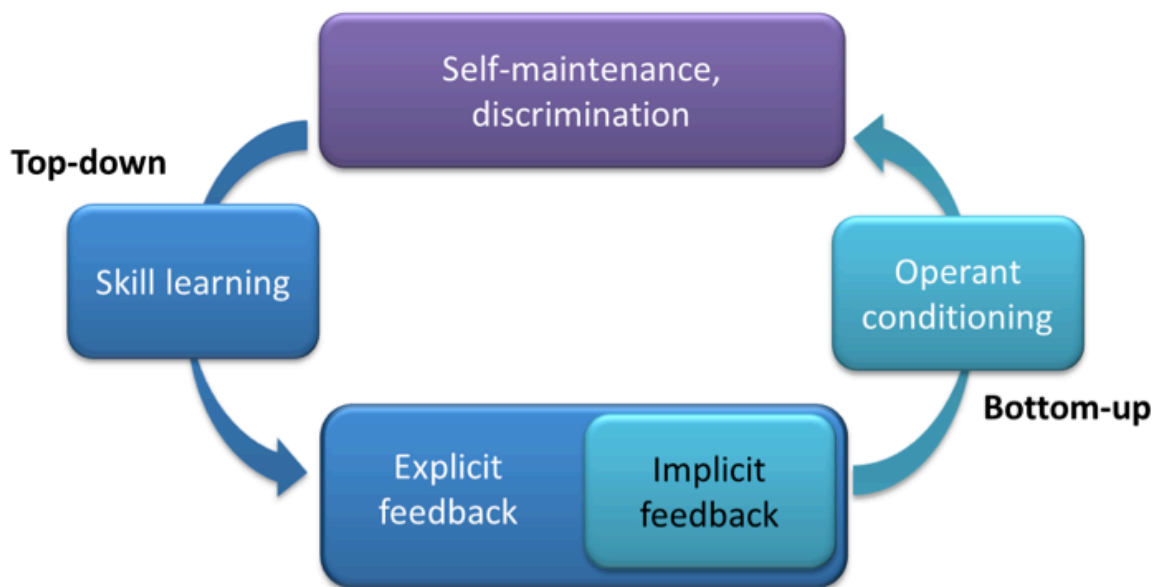 Self-maintenance,
discrimination
Top-down
Skill learning
Operant
conditioning
Bottom-up
Explicit
feedback
Implicit
feedback